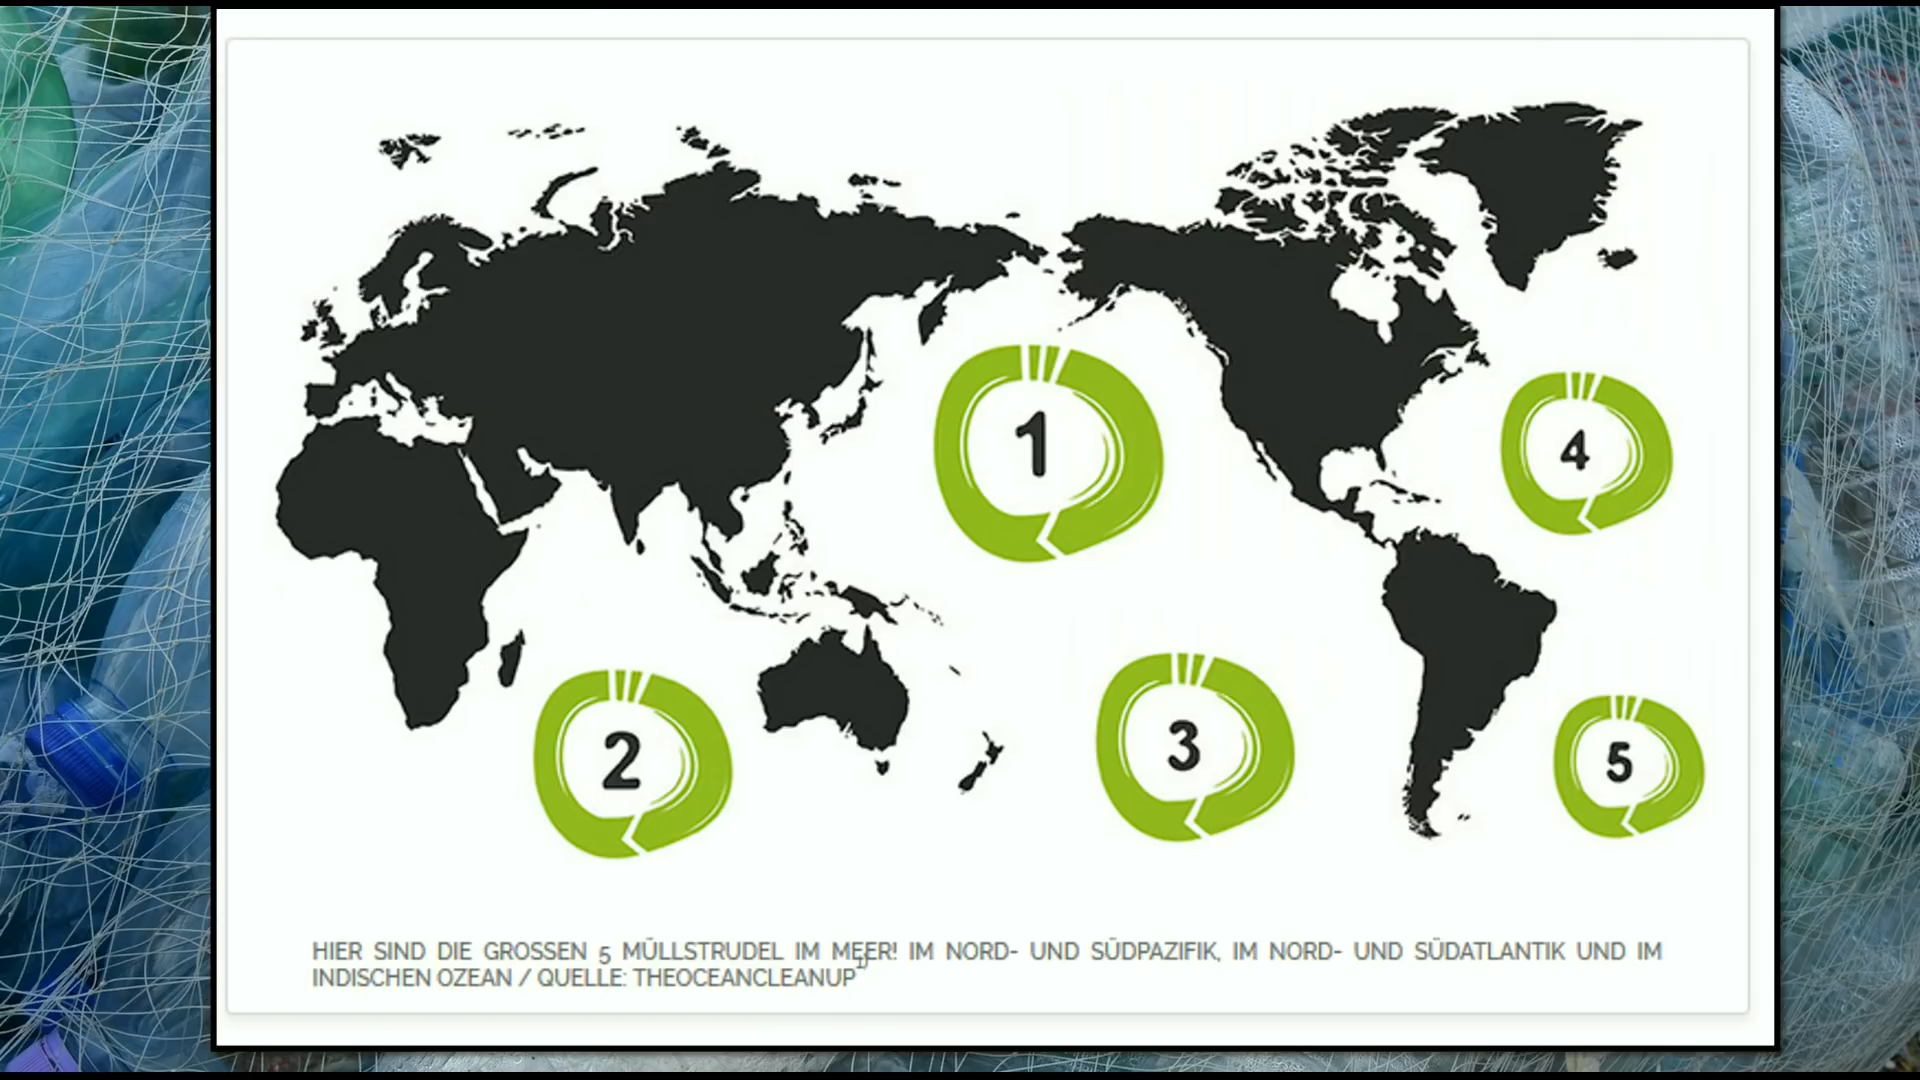 1
4
2
3
5
HIER SIND DIE GROSSEN 5 MÜLLSTRUDEL IM MEER! IM NORD- UND SÜDPAZIFIK, IM NORD- UND SÜDATLANTIK UND IM
INDISCHEN OZEAN / QUELLE: THEOCEANCLEANUP¹⁾